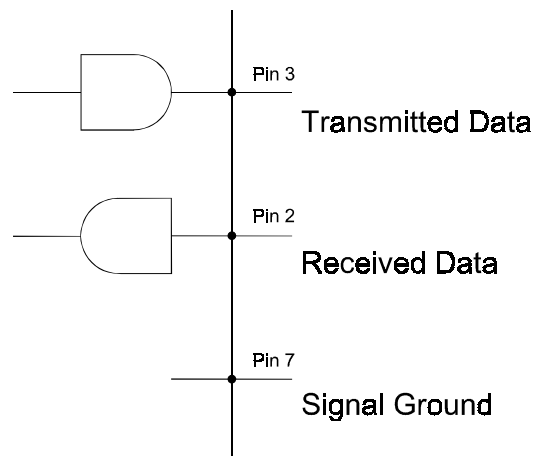 Pin 3
Transmitted Data
Pin 2
Received Data
Pin 7
Signal Ground